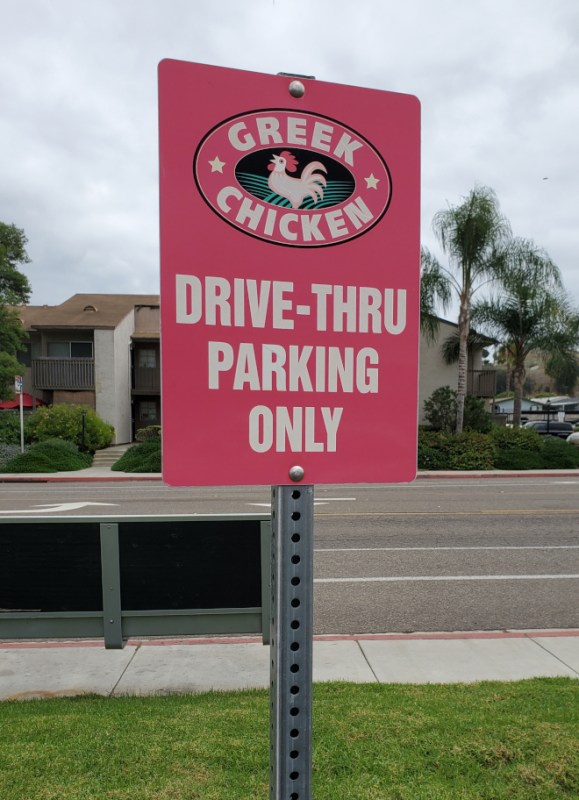 GREEK
CHICKEN
DRIVE-THRU
PARKING
ONLY